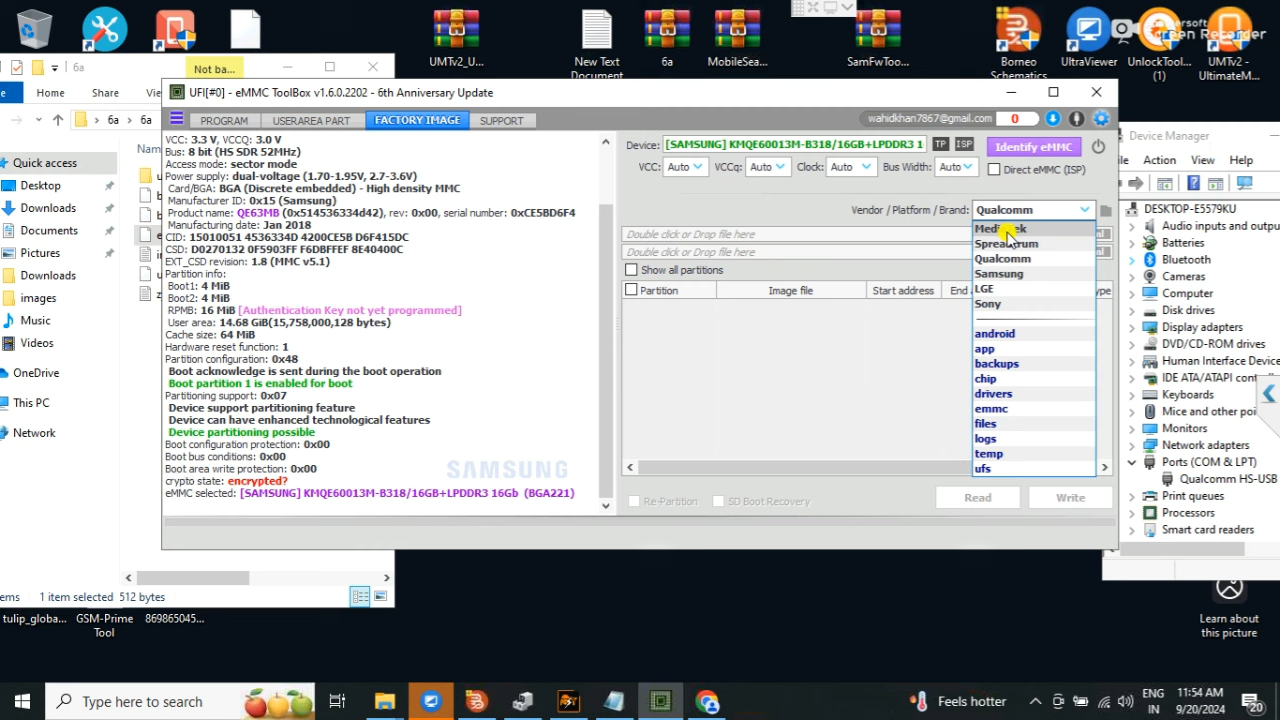 UMTv2_U...
New Text
Document
6a
MobileSea...
SamFwToo...
Borneo
Schematics
UltraViewer
UnlockTool...
(1)
UMTv2 -
UltimateM...
Screen Recorder
6a
Not ba...
Home
Share
View
6a
6a
Quick access
Desktop
Downloads
Documents
Pictures
6a
images
Music
Videos
OneDrive
This PC
Network
1 item selected 512 bytes
tulip_globa...
GSM-Prime
Tool
869865045...
UFI[#0] - eMMC ToolBox v1.6.0.2202 - 6th Anniversary Update
PROGRAM
USERAREA PART
FACTORY IMAGE
SUPPORT
wahidkhan7867@gmail.com
0
VCC: 3.3 V, VCCQ: 3.0 V
Bus: 8 bit (HS SDR 52MHz)
Access mode: sector mode
Power supply: dual-voltage (1.70-1.95V, 2.7-3.6V)
Card/BGA: BGA (Discrete embedded) - High density MMC
Manufacturer ID: 0x15 (Samsung)
Product name: QE63MB (0x514536334d42), rev: 0x00, serial number: 0xCE5BD6F4
Manufacturing date: Jan 2018
CID: 15010051 4536334D 4200CE5B D6F415DC
CSD: D0270132 0F5903FF F6DBFFEF 8E40400C
EXT_CSD revision: 1.8 (MMC v5.1)
Partition info:
Boot1: 4 MiB
Boot2: 4 MiB
RPMB: 16 MiB [Authentication Key not yet programmed]
User area: 14.68 GiB(15,758,000,128 bytes)
Cache size: 64 MiB
Hardware reset function: 1
Partition configuration: 0x48
Boot acknowledge is sent during the boot operation
Boot partition 1 is enabled for boot
Partitioning support: 0x07
Device support partitioning feature
Device can have enhanced technological features
Device partitioning possible
Boot configuration protection: 0x00
Boot bus conditions: 0x00
Boot area write protection: 0x00
crypto state: encrypted?
eMMC selected: [SAMSUNG] KMQE60013M-B318/16GB+LPDDR3 16Gb (BGA221)
SAMSUNG
Device: [SAMSUNG] KMQE60013M-B318/16GB+LPDDR3 1
TP
ISP
Identify eMMC
VCC: Auto
VCCq: Auto
Clock: Auto
Bus Width: Auto
Direct eMMC (ISP)
Vendor / Platform / Brand: Qualcomm
Double click or Drop file here
Double click or Drop file here
Show all partitions
Partition
Image file
Start address
Qualcomm
Samsung
LGE
Sony
android
app
backups
chip
drivers
emmc
files
logs
temp
ufs
Re-Partition
SD Boot Recovery
Read
Write
Device Manager
Action
View
Help
DESKTOP-E5579KU
Audio inputs and outpu
Batteries
Bluetooth
Cameras
Computer
Disk drives
Display adapters
DVD/CD-ROM drives
Human Interface Device
IDE ATA/ATAPI
Keyboards
Mice and other poi
Monitors
Network adapters
Ports (COM & LPT)
Qualcomm HS-USB
Print queues
Processors
Smart card readers
Learn about
this picture
Type here to search
Feels hotter
ENG
IN
11:54 AM
9/20/2024
20